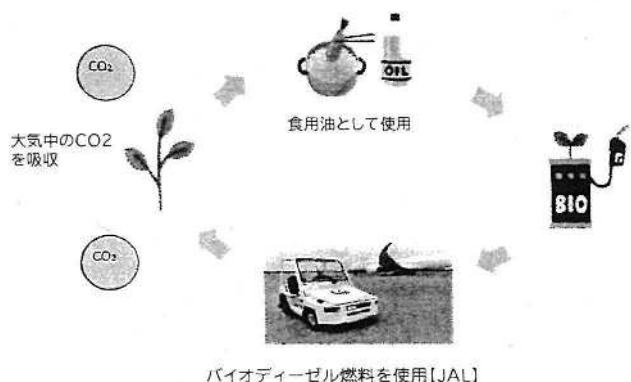 CO₂
OIL
食用油として使用
大気中のCO2
を吸収
BIO
CO₂
バイオディーゼル燃料を使用【JAL】